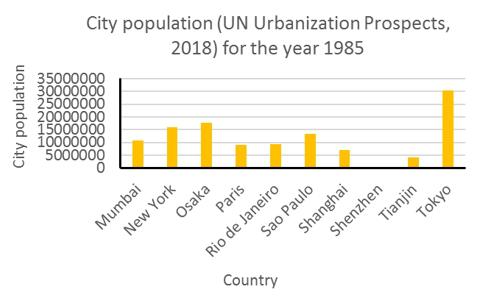 City population (UN Urbanization Prospects,
2018) for the year 1985
City population
35000000
30000000
25000000
20000000
15000000
10000000
5000000
0
Mumbai
New York
Osaka
Paris
Rio de Janeiro
Sao Paulo
Shanghai
Shenzhen
Tianjin
Tokyo
Country